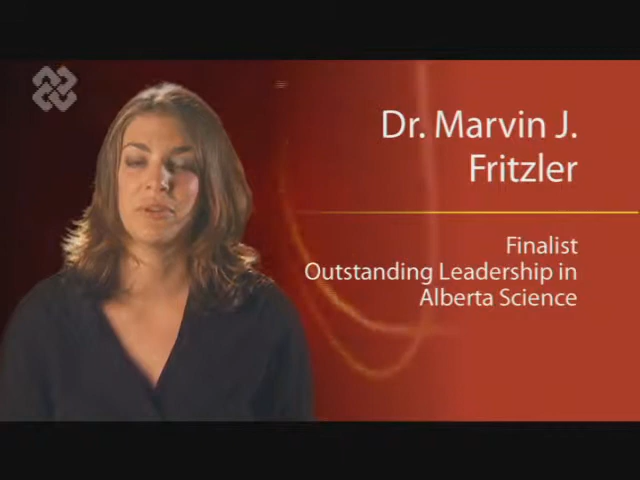 Dr. Marvin J.
Fritzler
Finalist
Outstanding Leadership in
Alberta Science